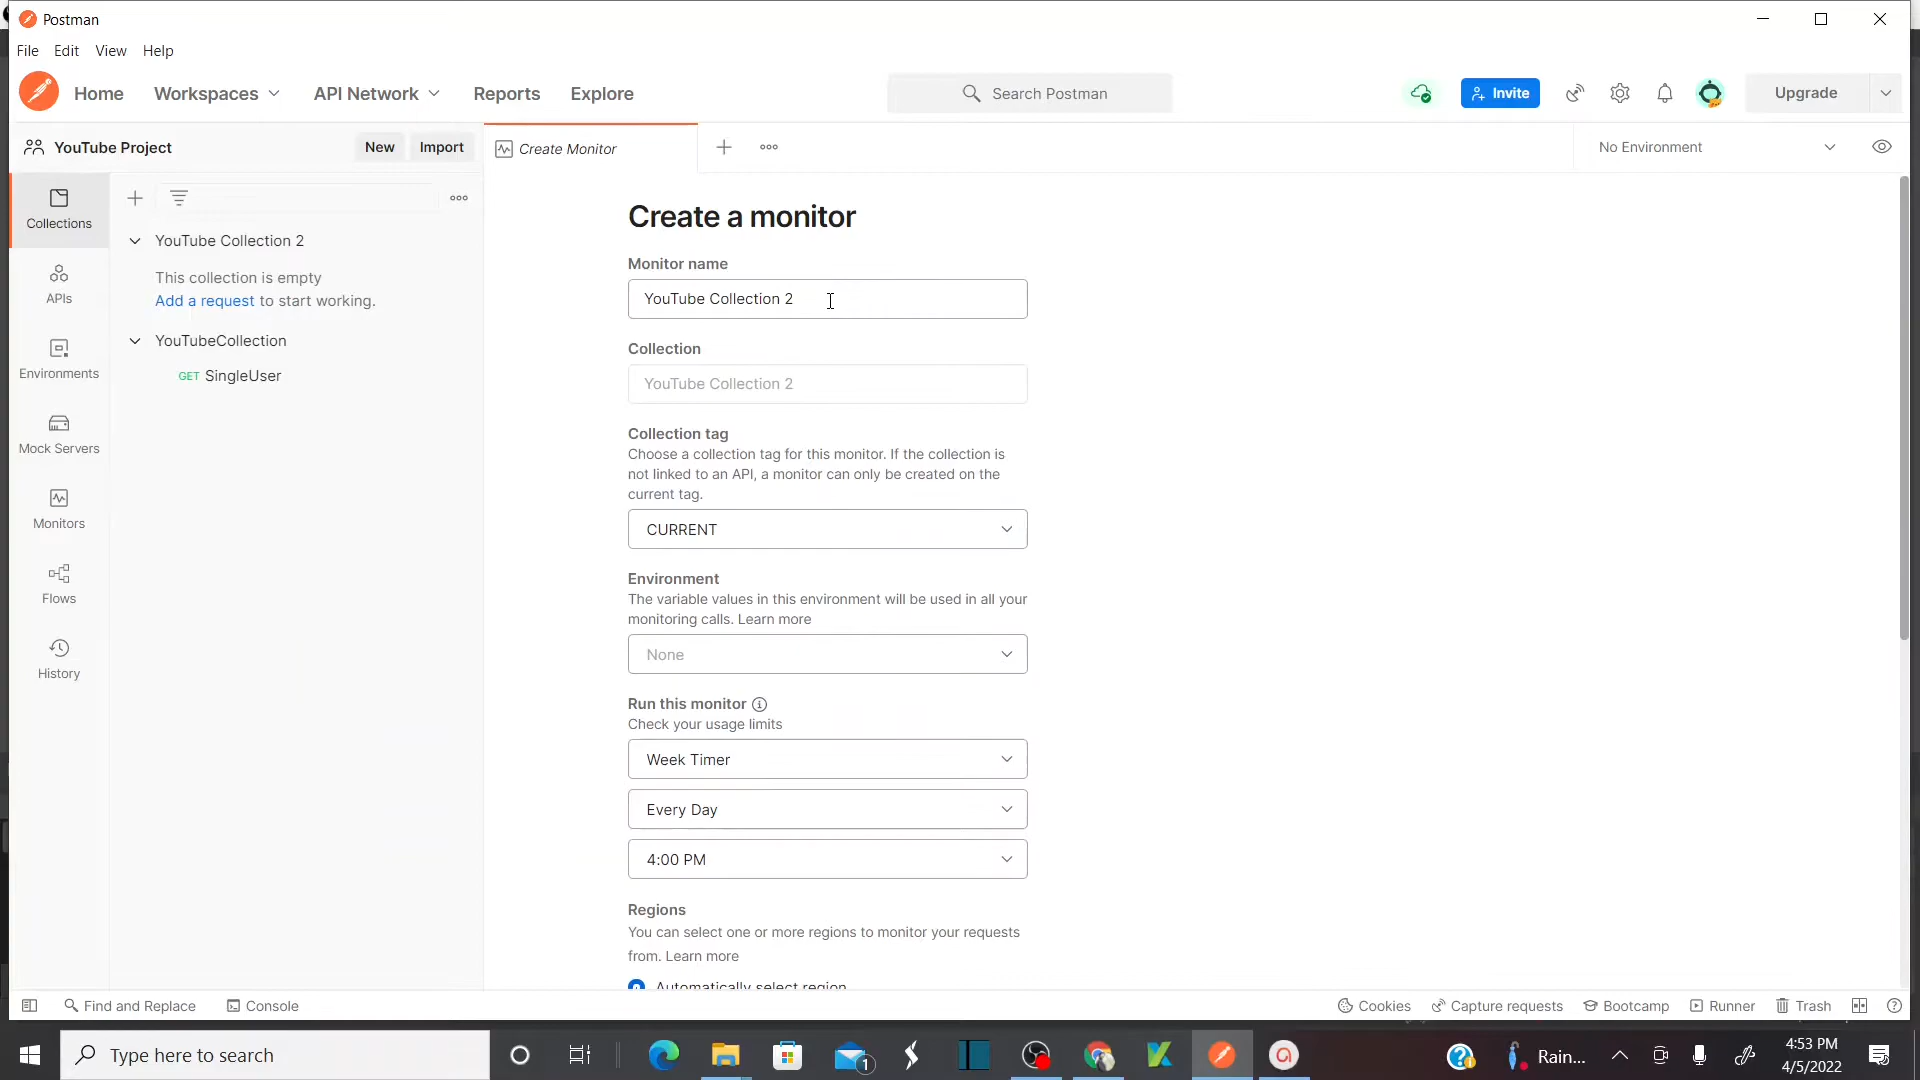 Postman
File Edit View Help
Home Workspaces API Network Reports Explore Search Postman Invite Upgrade
YouTube Project New Import Create Monitor No Environment
Collections
APIs
Environments
Mock Servers
Monitors
Flows
History
YouTube Collection 2
This collection is empty
Add a request to start working.
YouTubeCollection
GET SingleUser
Create a monitor
Monitor name
YouTube Collection 2
Collection
YouTube Collection 2
Collection tag
Choose a collection tag for this monitor. If the collection is
not linked to an API, a monitor can only be created on the
current tag.
CURRENT
Environment
The variable values in this environment will be used in all your
monitoring calls. Learn more
None
Run this monitor
Check your usage limits
Week Timer
Every Day
4:00 PM
Regions
You can select one or more regions to monitor your requests
from. Learn more
Automatically select region
Find and Replace Console Cookies Capture requests Bootcamp Runner Trash
Type here to search 1 Rain... 4:53 PM
4/5/2022